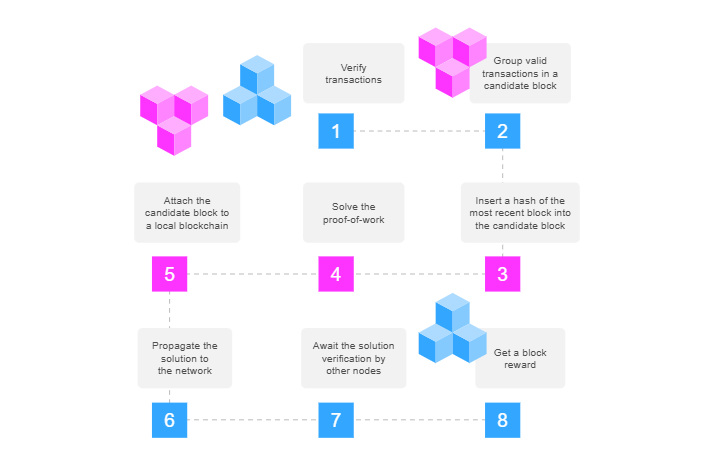 Verify
transactions
Group valid
transactions in a
candidate block
1
2
Insert a hash of the
most recent block into
the candidate block
Solve the
proof-of-work
Attach the
candidate block to
a local blockchain
3
4
5
Propagate the
solution to
the network
Await the solution
verification by
other nodes
Get a block
reward
6
7
8